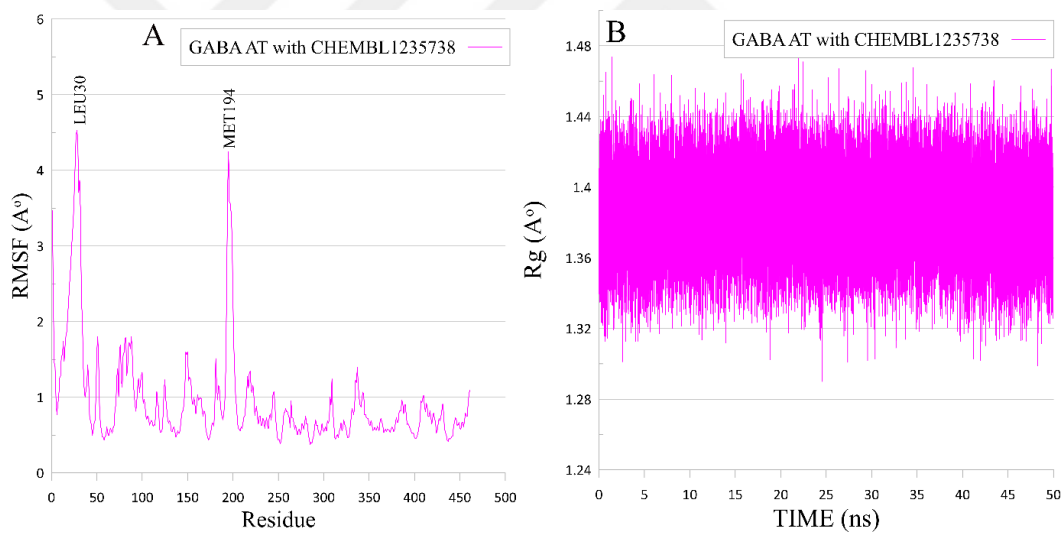 A
GABA AT with CHEMBL1235738
LEU30
MET194
RMSF (Aº)
6
5
4
3
2
1
0
0 50 100 150 200 250 300 350 400 450 500
Residue
B
GABA AT with CHEMBL1235738
Rg (Aº)
1.48
1.44
1.4
1.36
1.32
1.28
1.24
0 5 10 15 20 25 30 35 40 45 50
TIME (ns)